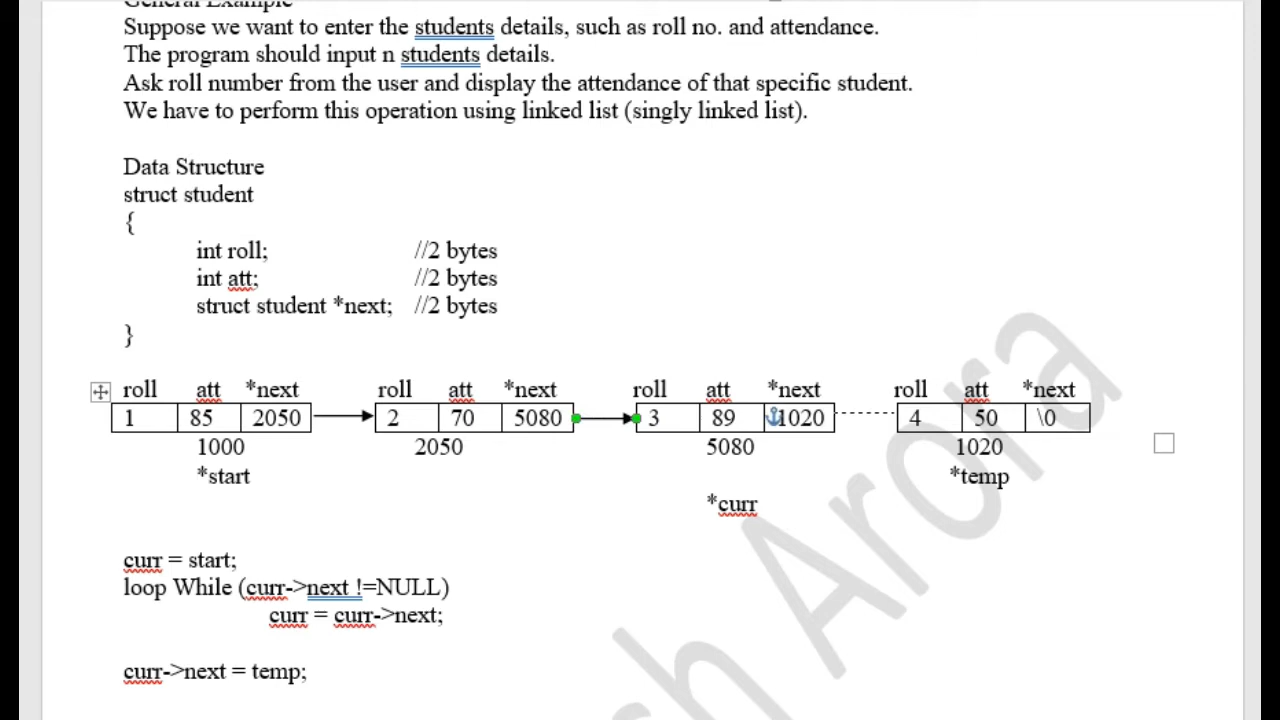 General Example
Suppose we want to enter the students details, such as roll no. and attendance.
The program should input n students details.
Ask roll number from the user and display the attendance of that specific student.
We have to perform this operation using linked list (singly linked list).
Data Structure
struct student
{
int roll; //2 bytes
int att; //2 bytes
struct student *next; //2 bytes
}
roll att *next roll att *next roll att *next roll att *next
1 85 2050 2 70 5080 3 89 1020 4 50 \0
1000 2050 5080 1020
*start *temp
*curr
curr = start;
loop While (curr->next !=NULL)
curr = curr->next;
curr->next = temp;
Arora